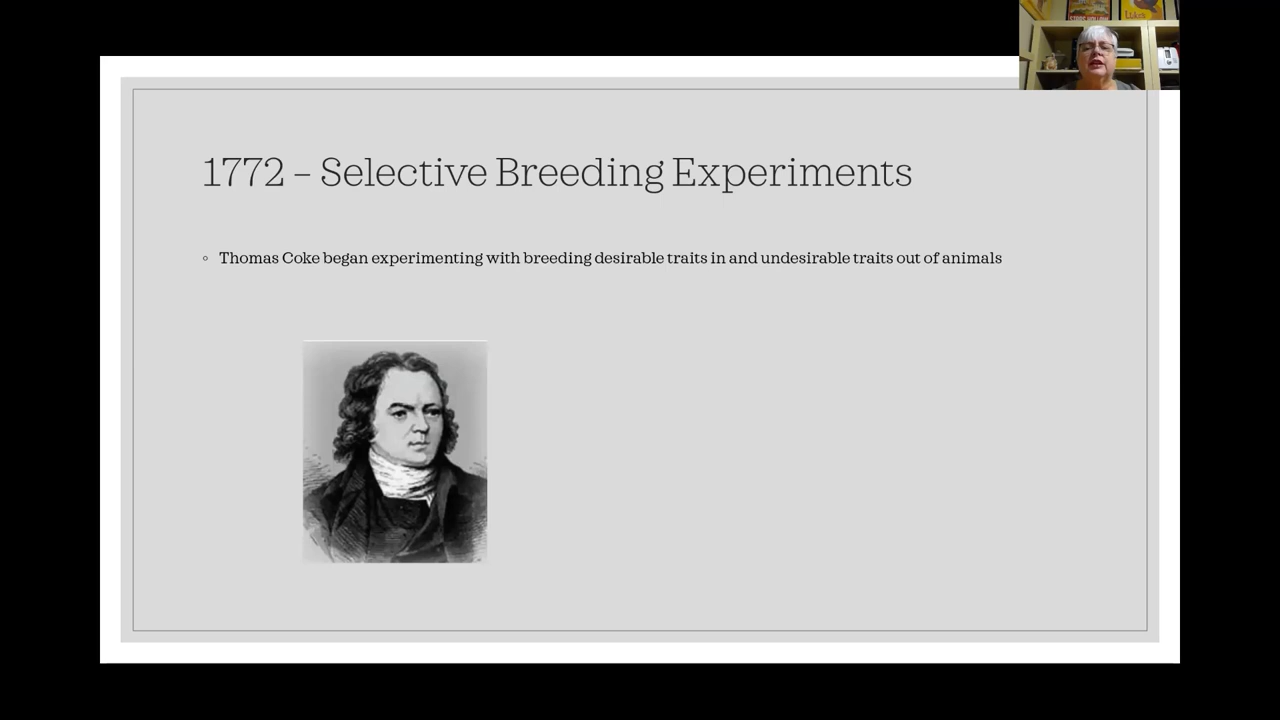 1772 – Selective Breeding Experiments
◦ Thomas Coke began experimenting with breeding desirable traits in and undesirable traits out of animals